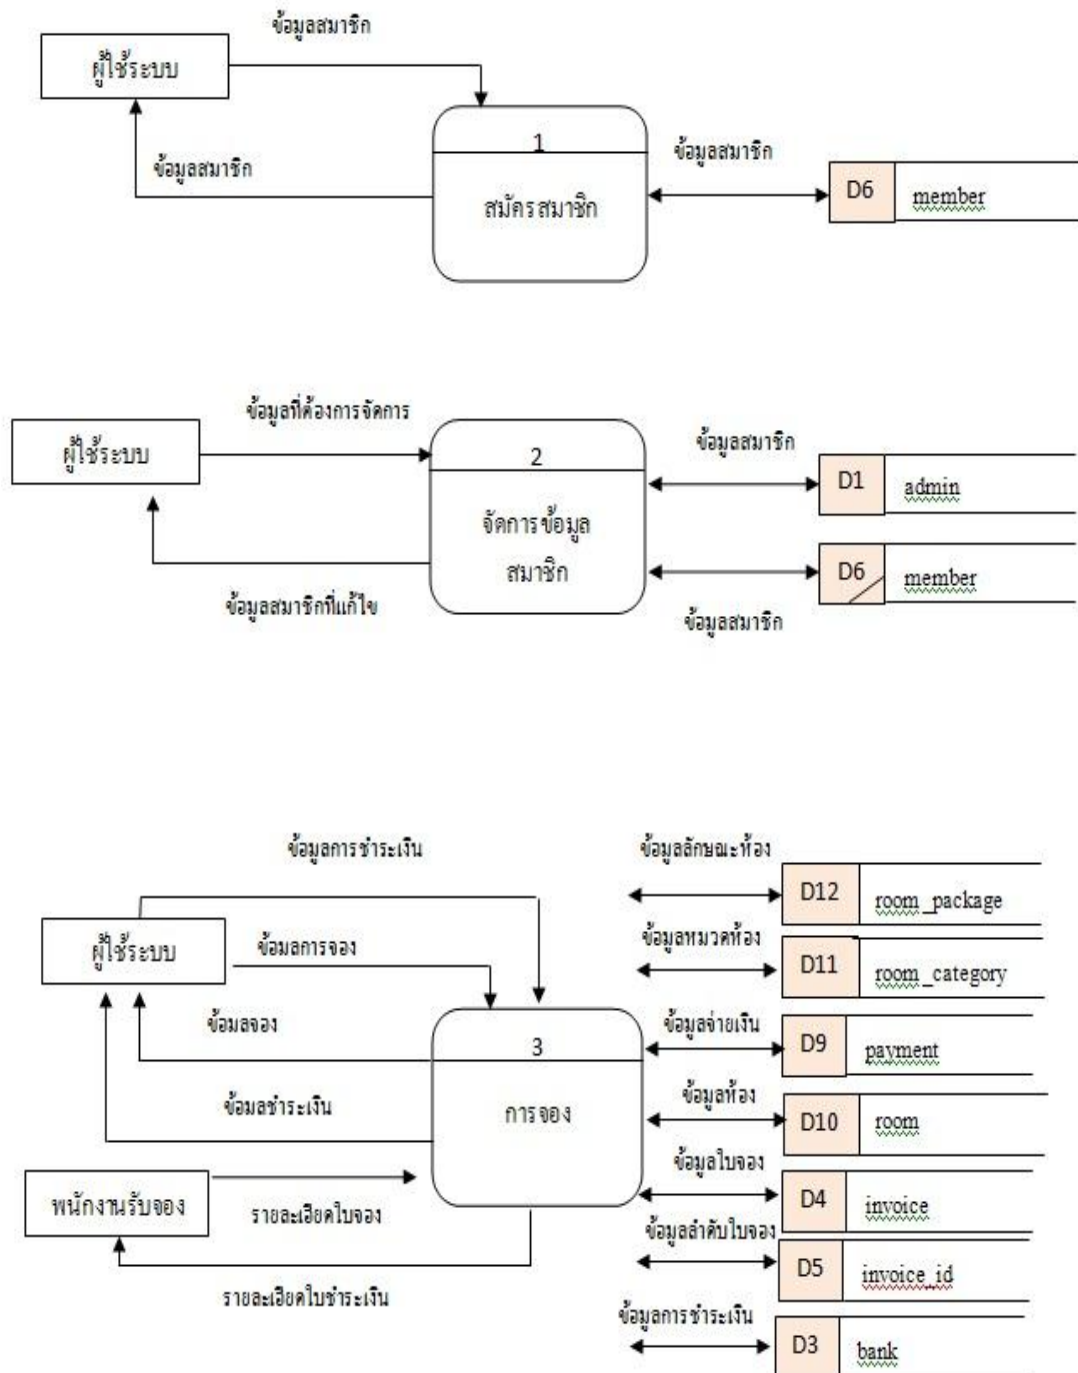 ข้อมูลสมาชิก
ผู้ใช้ระบบ
1
ข้อมูลสมาชิก
ข้อมูลสมาชิก
สมัครสมาชิก
D6
member
ข้อมูลที่ต้องการจัดการ
ผู้ใช้ระบบ
2
ข้อมูลสมาชิก
D1
admin
จัดการข้อมูล
สมาชิก
D6
member
ข้อมูลสมาชิกที่แก้ไข
ข้อมูลสมาชิก
ข้อมูลการชำระเงิน
ข้อมูลลักษณะห้อง
D12
room_package
ผู้ใช้ระบบ
ข้อมลการจอง
ข้อมูลหมวดห้อง
D11
room_category
ข้อมลจอง
3
ข้อมูลจ่ายเงิน
D9
payment
ข้อมลชำระเงิน
การจอง
ข้อมูลห้อง
D10
room
ข้อมูลใบจอง
D4
invoice
พนักงานรับจอง
รายละเอียดใบจอง
ข้อมูลลำดับใบจอง
D5
invoice_id
รายละเอียดใบชำระเงิน
ข้อมูลการชำระเงิน
D3
bank